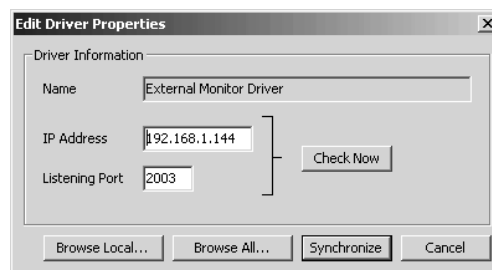 Edit Driver Properties
Driver Information
Name External Monitor Driver
IP Address 192.168.1.144
Check Now
Listening Port 2003
Browse Local... Browse All... Synchronize Cancel